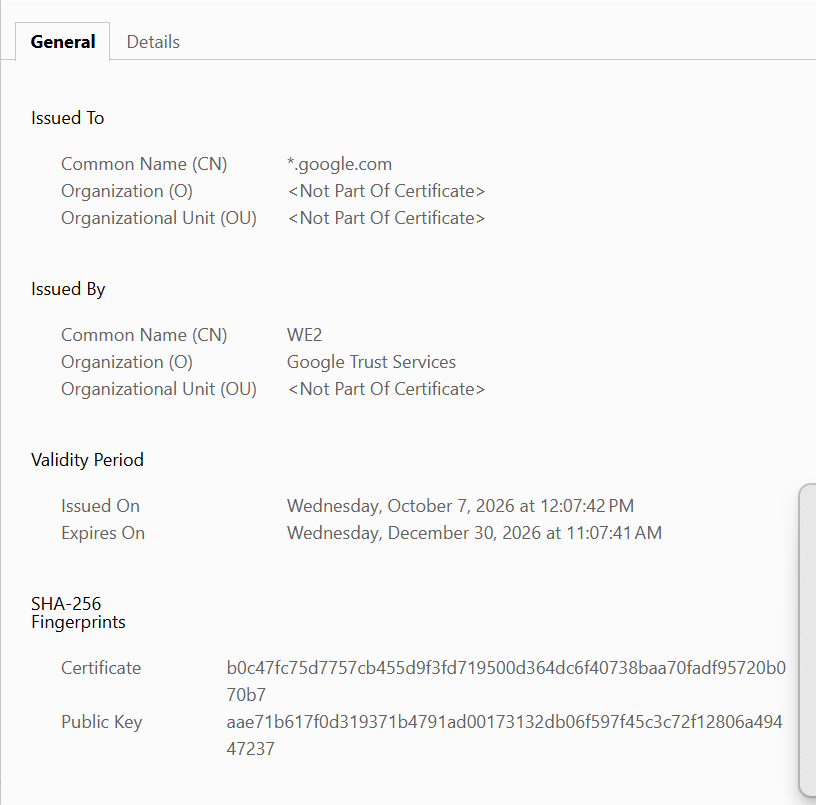 General Details
Issued To
Common Name (CN) *.google.com
Organization (O) <Not Part Of Certificate>
Organizational Unit (OU) <Not Part Of Certificate>
Issued By
Common Name (CN) WE2
Organization (O) Google Trust Services
Organizational Unit (OU) <Not Part Of Certificate>
Validity Period
Issued On Wednesday, October 7, 2026 at 12:07:42 PM
Expires On Wednesday, December 30, 2026 at 11:07:41 AM
SHA-256
Fingerprints
Certificate b0c47fc75d7757cb455d9f3fd719500d364dc6f40738baa70fadf95720b0
70b7
Public Key aae71b617f0d319371b4791ad00173132db06f597f45c3c72f12806a494
47237